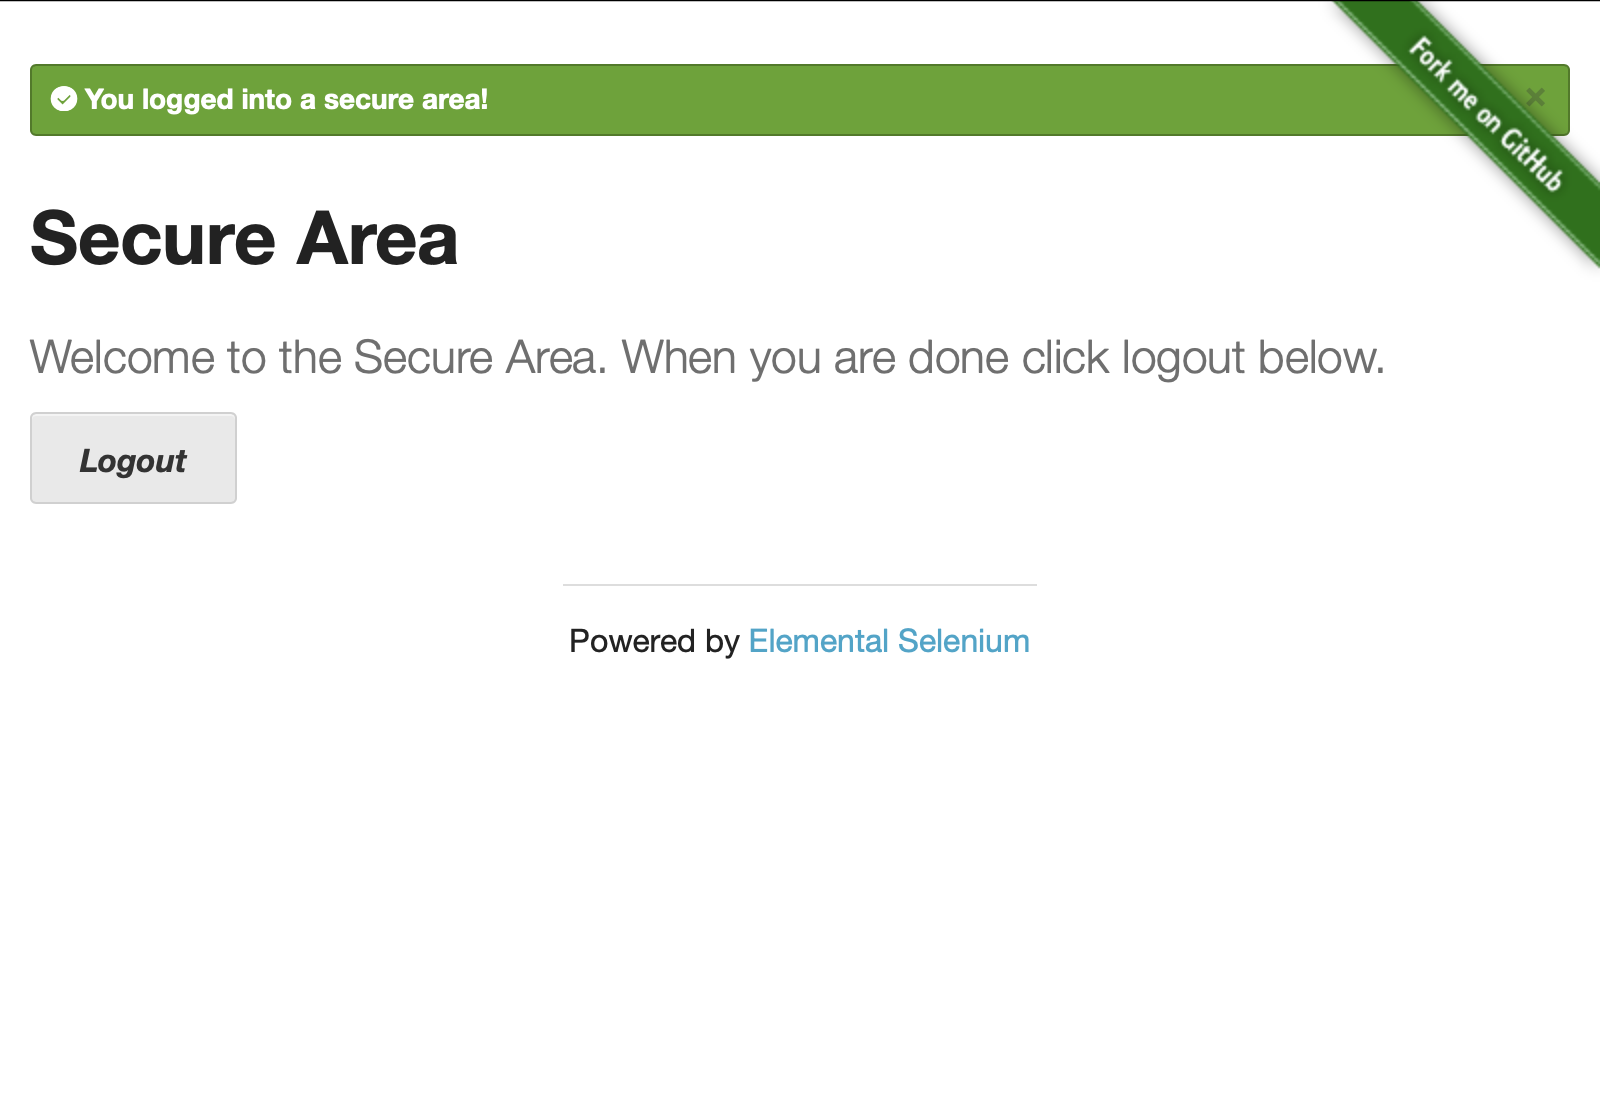 You logged into a secure area!
×
Fork me on GitHub
Secure Area
Welcome to the Secure Area. When you are done click logout below.
Logout
Powered by Elemental Selenium